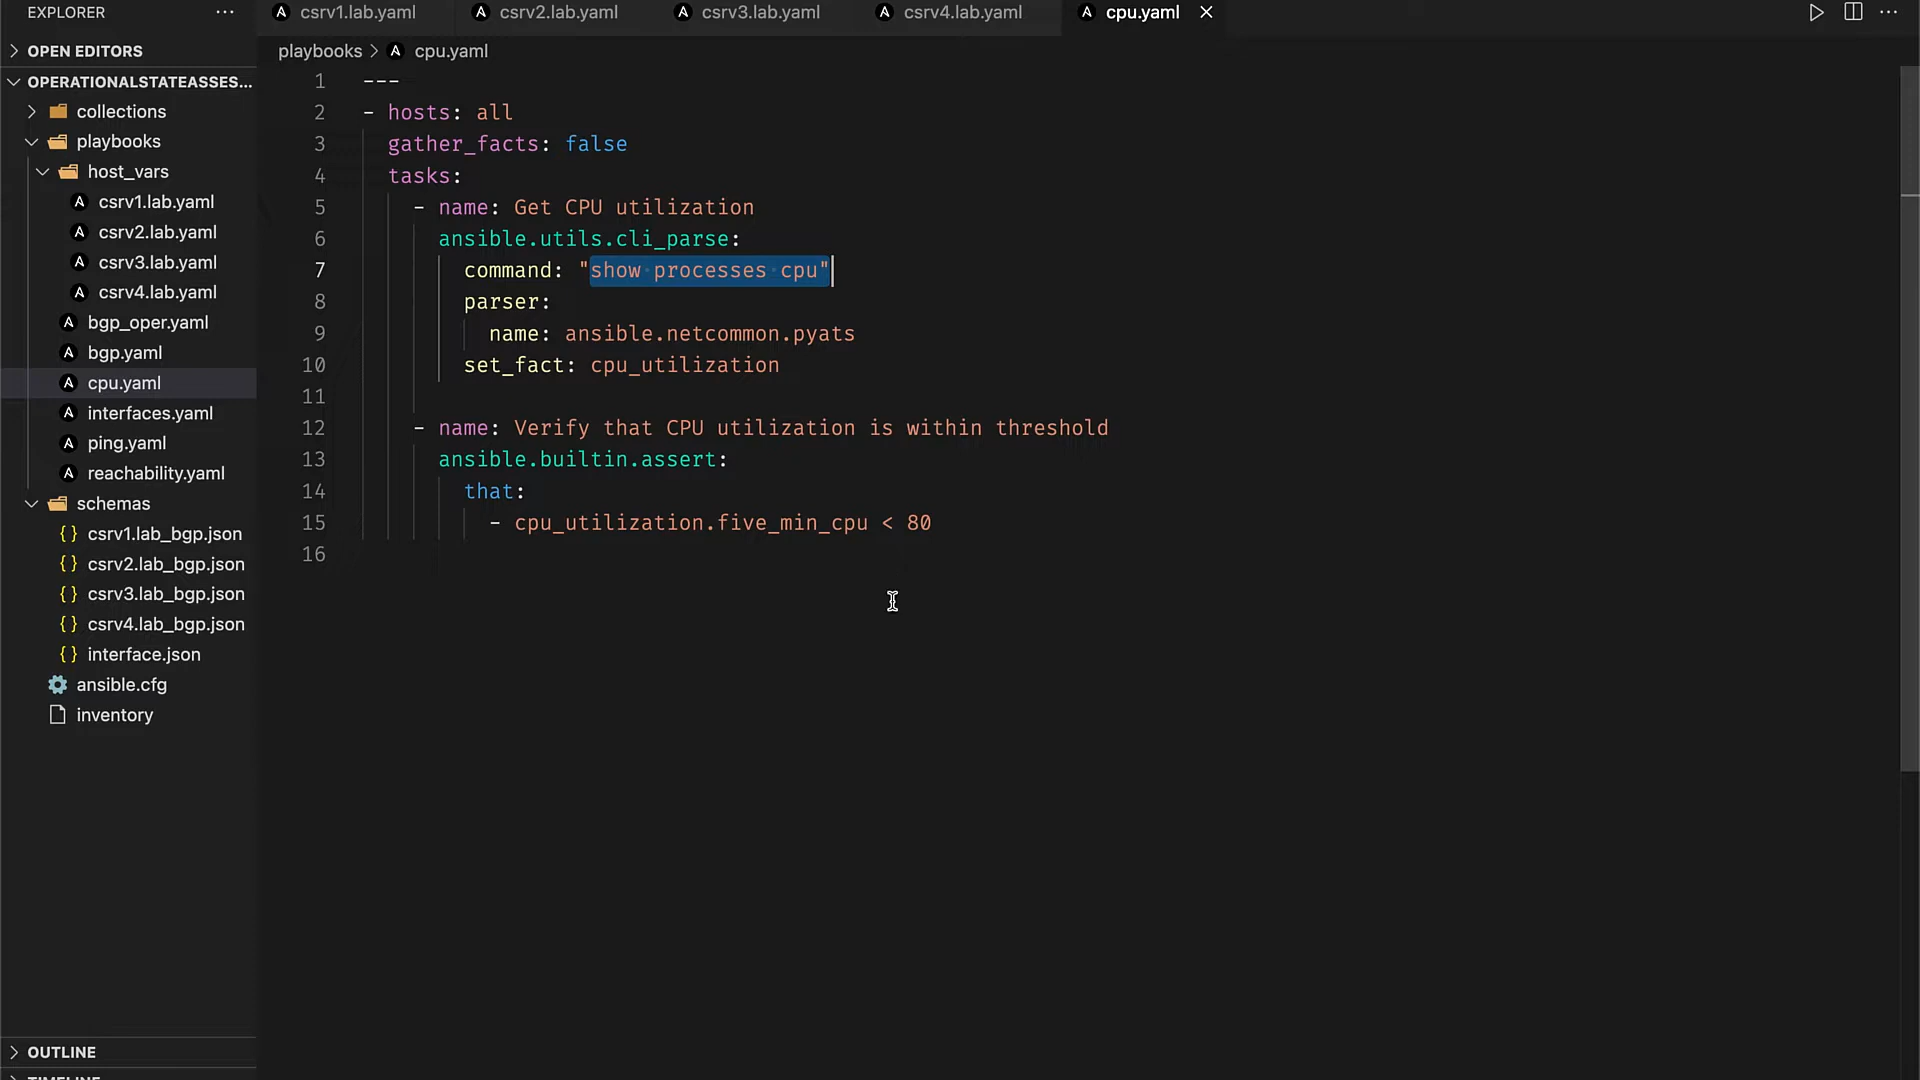 EXPLORER
OPEN EDITORS
OPERATIONALSTATEASSES...
collections
playbooks
host_vars
csrv1.lab.yaml
csrv2.lab.yaml
csrv3.lab.yaml
csrv4.lab.yaml
bgp_oper.yaml
bgp.yaml
cpu.yaml
interfaces.yaml
ping.yaml
reachability.yaml
schemas
{} csrv1.lab_bgp.json
{} csrv2.lab_bgp.json
{} csrv3.lab_bgp.json
{} csrv4.lab_bgp.json
{} interface.json
ansible.cfg
inventory
OUTLINE
TIMELINE
csrv1.lab.yaml csrv2.lab.yaml csrv3.lab.yaml csrv4.lab.yaml cpu.yaml
playbooks > cpu.yaml
1 ---
2 - hosts: all
3 gather_facts: false
4 tasks:
5 - name: Get CPU utilization
6 ansible.utils.cli_parse:
7 command: "show processes cpu"
8 parser:
9 name: ansible.netcommon.pyats
10 set_fact: cpu_utilization
11
12 - name: Verify that CPU utilization is within threshold
13 ansible.builtin.assert:
14 that:
15 - cpu_utilization.five_min_cpu < 80
16